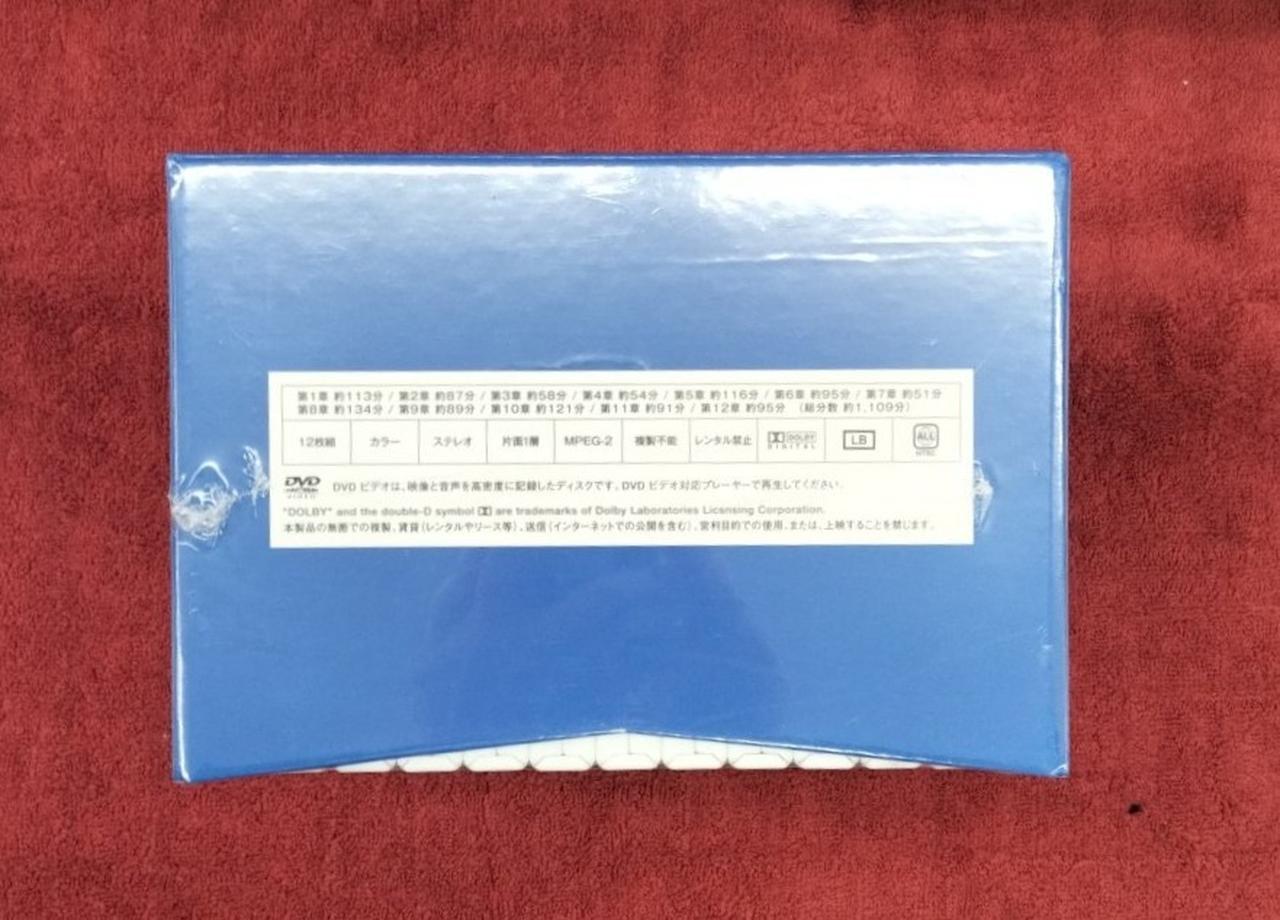 第1章 約113分 / 第2章 約87分 / 第3章 約58分 / 第4章 約54分 / 第5章 約116分 / 第6章 約95分 / 第7章 約51分
第8章 約134分 / 第9章 約89分 / 第10章 約121分 / 第11章 約91分 / 第12章 約95分 (総分数 約1,109分)
12枚組 カラー ステレオ 片面1層 MPEG-2 複製不能 レンタル禁止 DOLBY DIGITAL LB ALL NTSC
DVD VIDEO DVD ビデオは、映像と音声を高密度に記録したディスクです。DVD ビデオ対応プレーヤーで再生してください。
"DOLBY" and the double-D symbol are trademarks of Dolby Laboratories Licensing Corporation.
本製品の無断での複製、賃貸(レンタルやリース等)、送信(インターネットでの公開を含む)、営利目的での使用、または、上映することを禁じます。